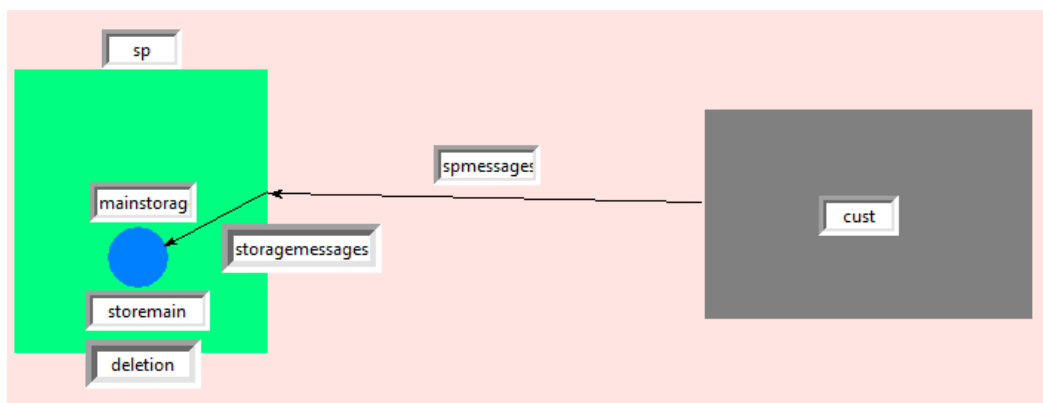 sp
spmessages
mainstorag
cust
storagemessages
storemain
deletion